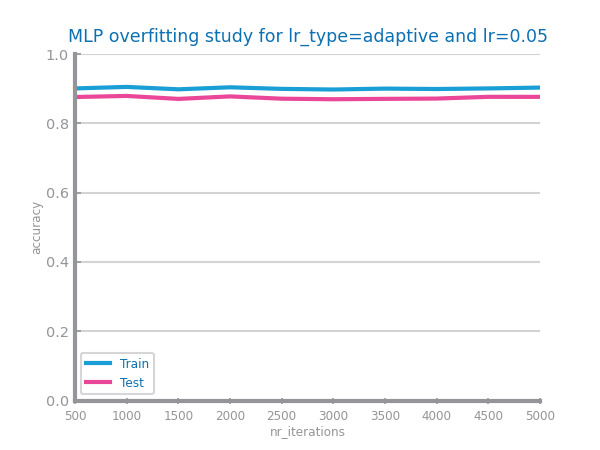 MLP overfitting study for lr_type=adaptive and lr=0.05
1.0
0.8
0.6
0.4
0.2
0.0
accuracy
Train
Test
500 1000 1500 2000 2500 3000 3500 4000 4500 5000
nr_iterations